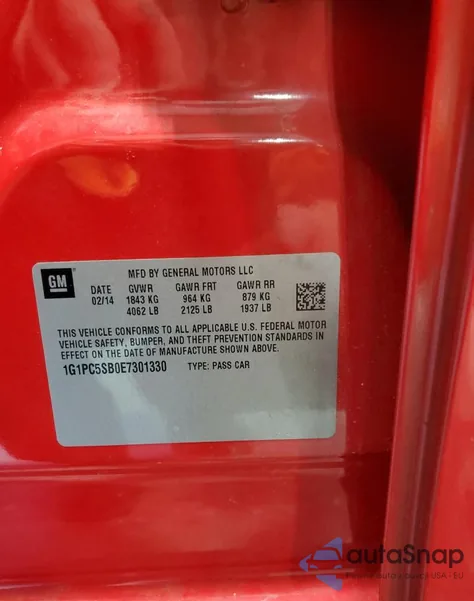 GM
MFD BY GENERAL MOTORS LLC
DATE GVWR GAWR FRT GAWR RR
02/14 1843 KG 964 KG 879 KG
4062 LB 2125 LB 1937 LB
THIS VEHICLE CONFORMS TO ALL APPLICABLE U.S. FEDERAL MOTOR
VEHICLE SAFETY, BUMPER, AND THEFT PREVENTION STANDARDS IN
EFFECT ON THE DATE OF MANUFACTURE SHOWN ABOVE.
1G1PC5SB0E7301330 TYPE: PASS CAR
autoSnap